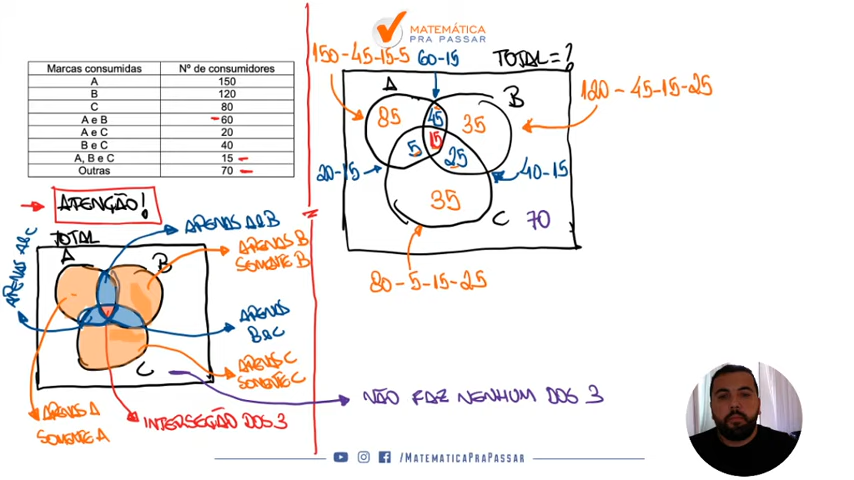 MATEMÁTICA
PRA PASSAR
Marcas consumidas Nº de consumidores
A 150
B 120
C 80
A e B 60
A e C 20
B e C 40
A, B e C 15
Outras 70
ATENÇÃO!
TOTAL
A
B
C
APENAS A&B
APENAS B
SOMENTE B
APENAS
B&C
APENAS C
SOMENTE C
APENAS A&C
APENAS A
SOMENTE A
INTERSEÇÃO DOS 3
NÃO FAZ NENHUM DOS 3
150-45-15-5
60-15
TOTAL=?
A
B
120-45-15-25
85
45
35
15
5
25
20-15
40-15
35
C
70
80-5-15-25
/MATEMATICAPRAPASSAR